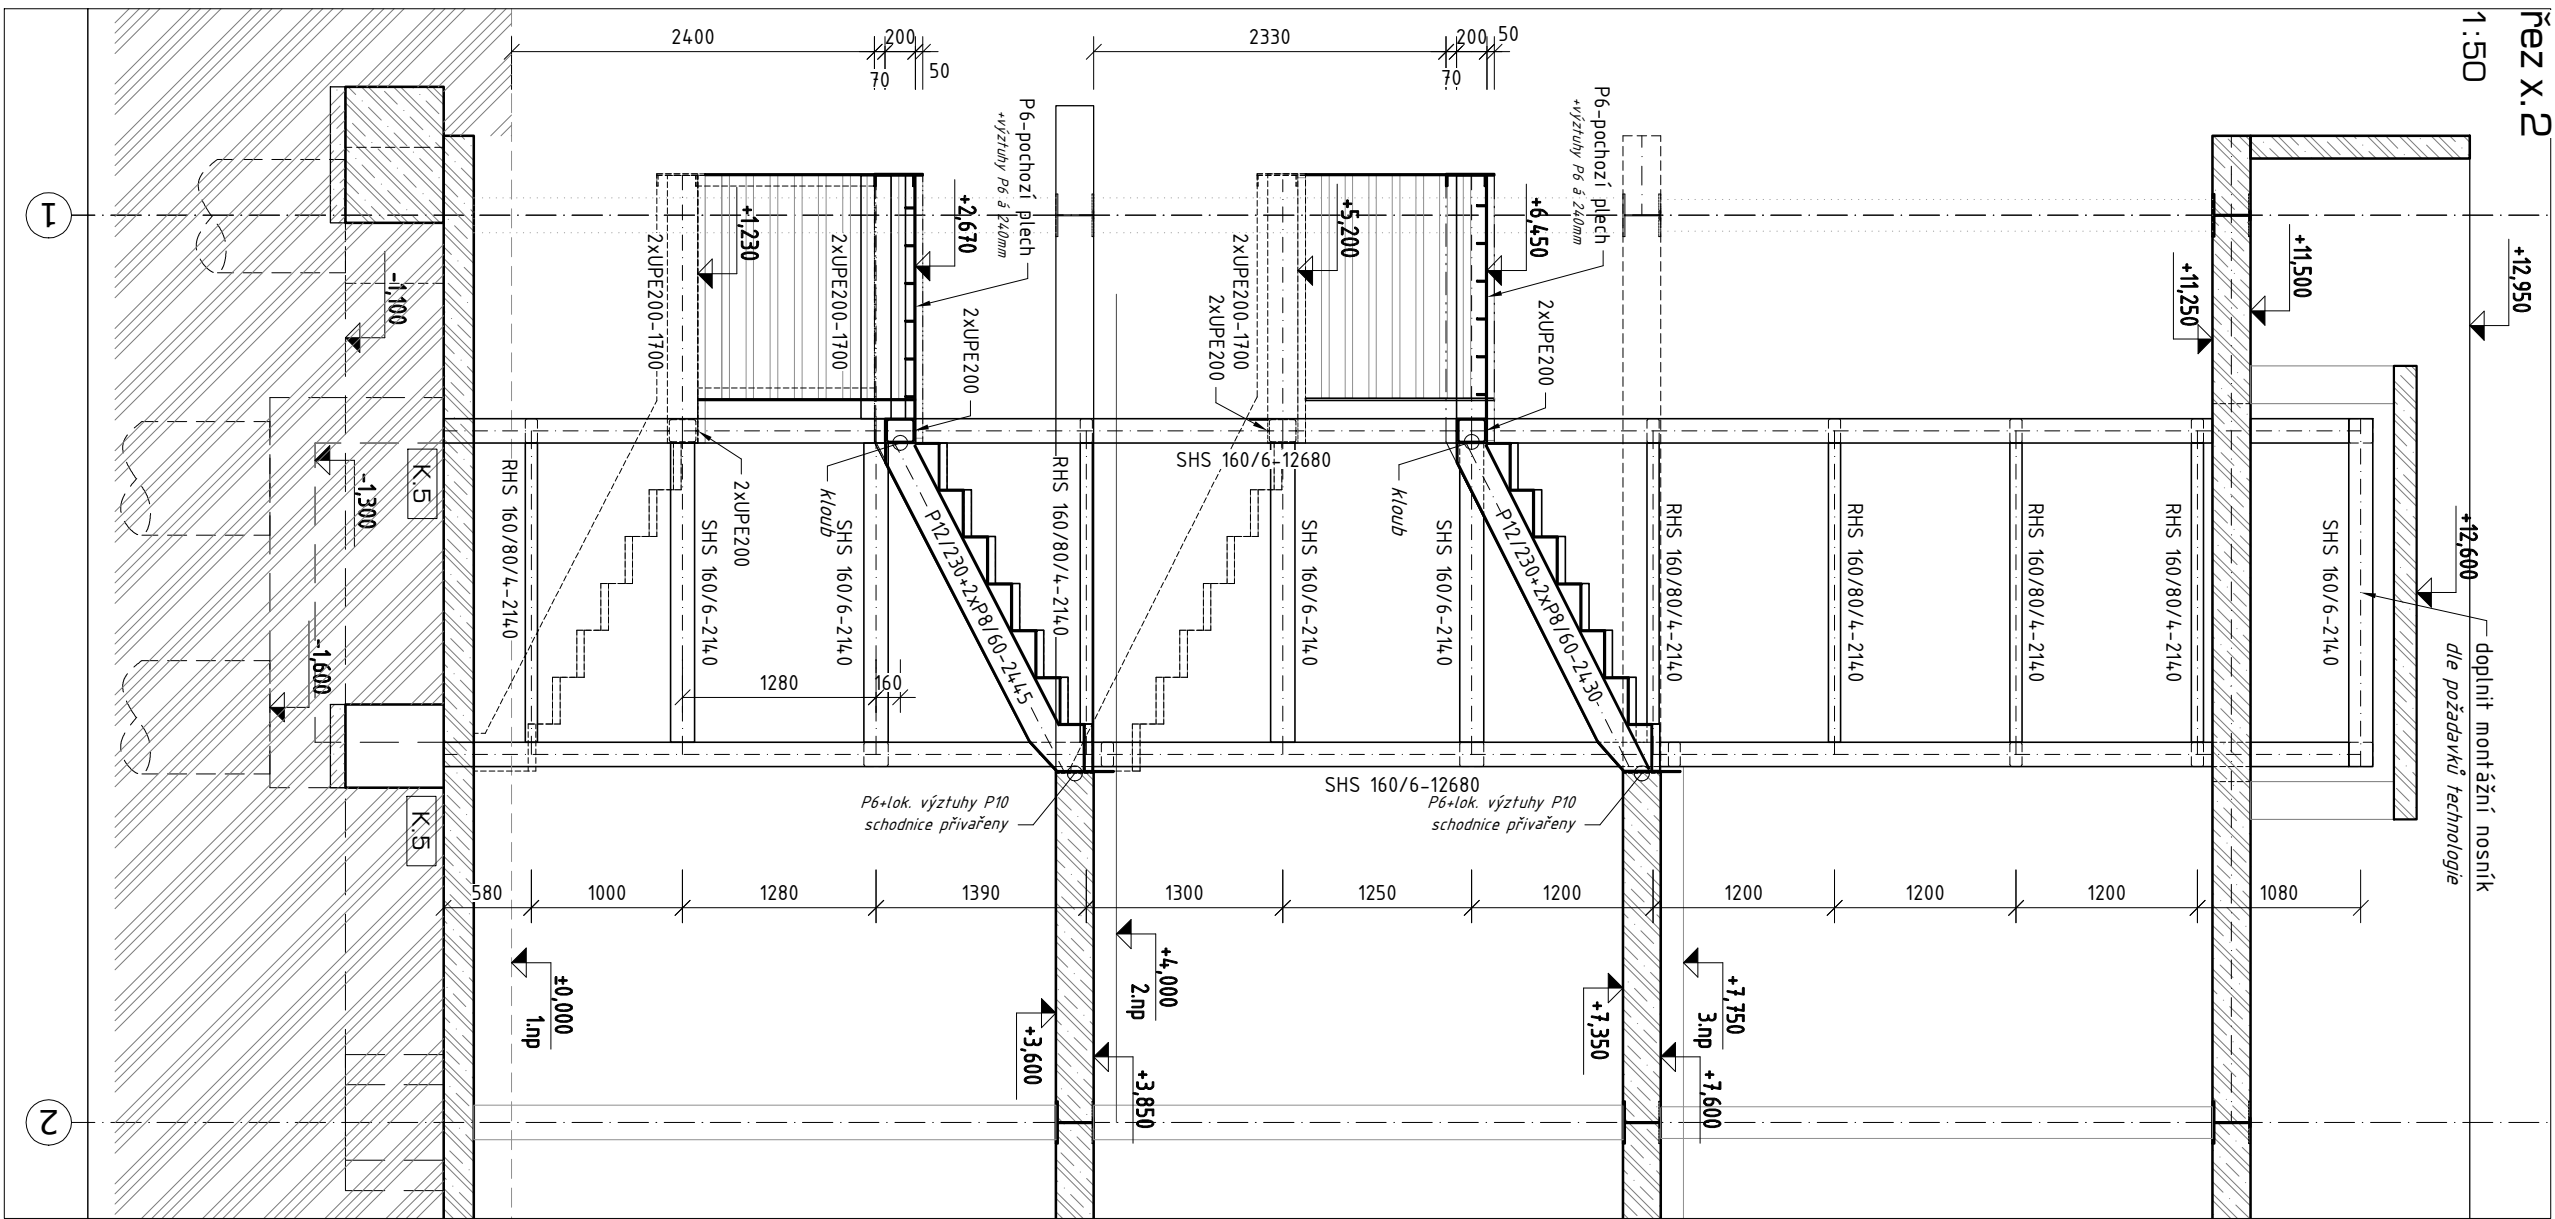 řez x.2
1:50
2400
70
200
50
2330
70
200
50
P6-pochozí plech
+výztuhy P6 á 240mm
P6-pochozí plech
+výztuhy P6 á 240mm
+12,950
+11,500
+11,250
+6,450
+5,200
+2,670
+1,230
-1,100
1
2xUPE200-1700
2xUPE200-1700
2xUPE200
2xUPE200-1700
2xUPE200
2xUPE200
2xUPE200
SHS 160/6-12680
kloub
kloub
K.5
-1,300
-1,600
RHS 160/80/4-2140
SHS 160/6-2140
SHS 160/6-2140
P12/230+2xP8/60-2445
RHS 160/80/4-2140
SHS 160/6-2140
SHS 160/6-2140
P12/230+2xP8/60-2430
RHS 160/80/4-2140
RHS 160/80/4-2140
RHS 160/80/4-2140
RHS 160/80/4-2140
SHS 160/6-2140
+12,600
doplnit montážní nosník
dle požadavků technologie
1280
160
SHS 160/6-12680
P6+lok. výztuhy P10
schodnice přivařeny
P6+lok. výztuhy P10
schodnice přivařeny
K.5
580
1000
1280
1390
1300
1250
1200
1200
1200
1200
1080
±0,000
1.np
+3,600
+3,850
+4,000
2.np
+7,350
+7,600
+7,750
3.np
2